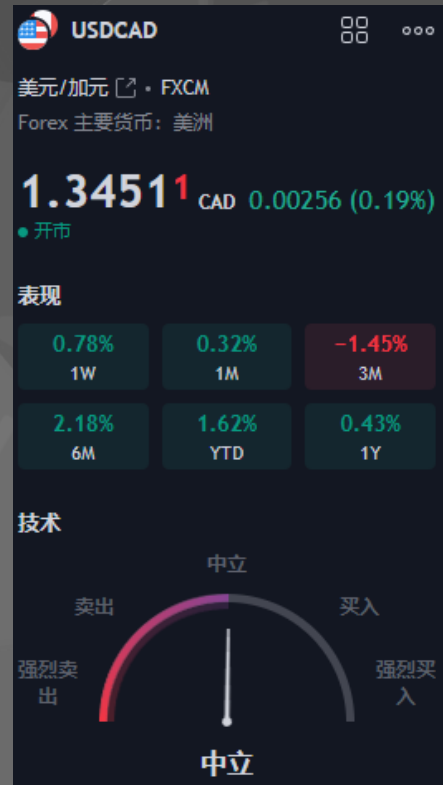 USDCAD
美元/加元 • FXCM
Forex 主要货币：美洲
1.34511 CAD 0.00256 (0.19%)
开市
表现
0.78% 0.32% −1.45%
1W 1M 3M
2.18% 1.62% 0.43%
6M YTD 1Y
技术
中立
卖出 买入
强烈卖 强烈买
出 入
中立